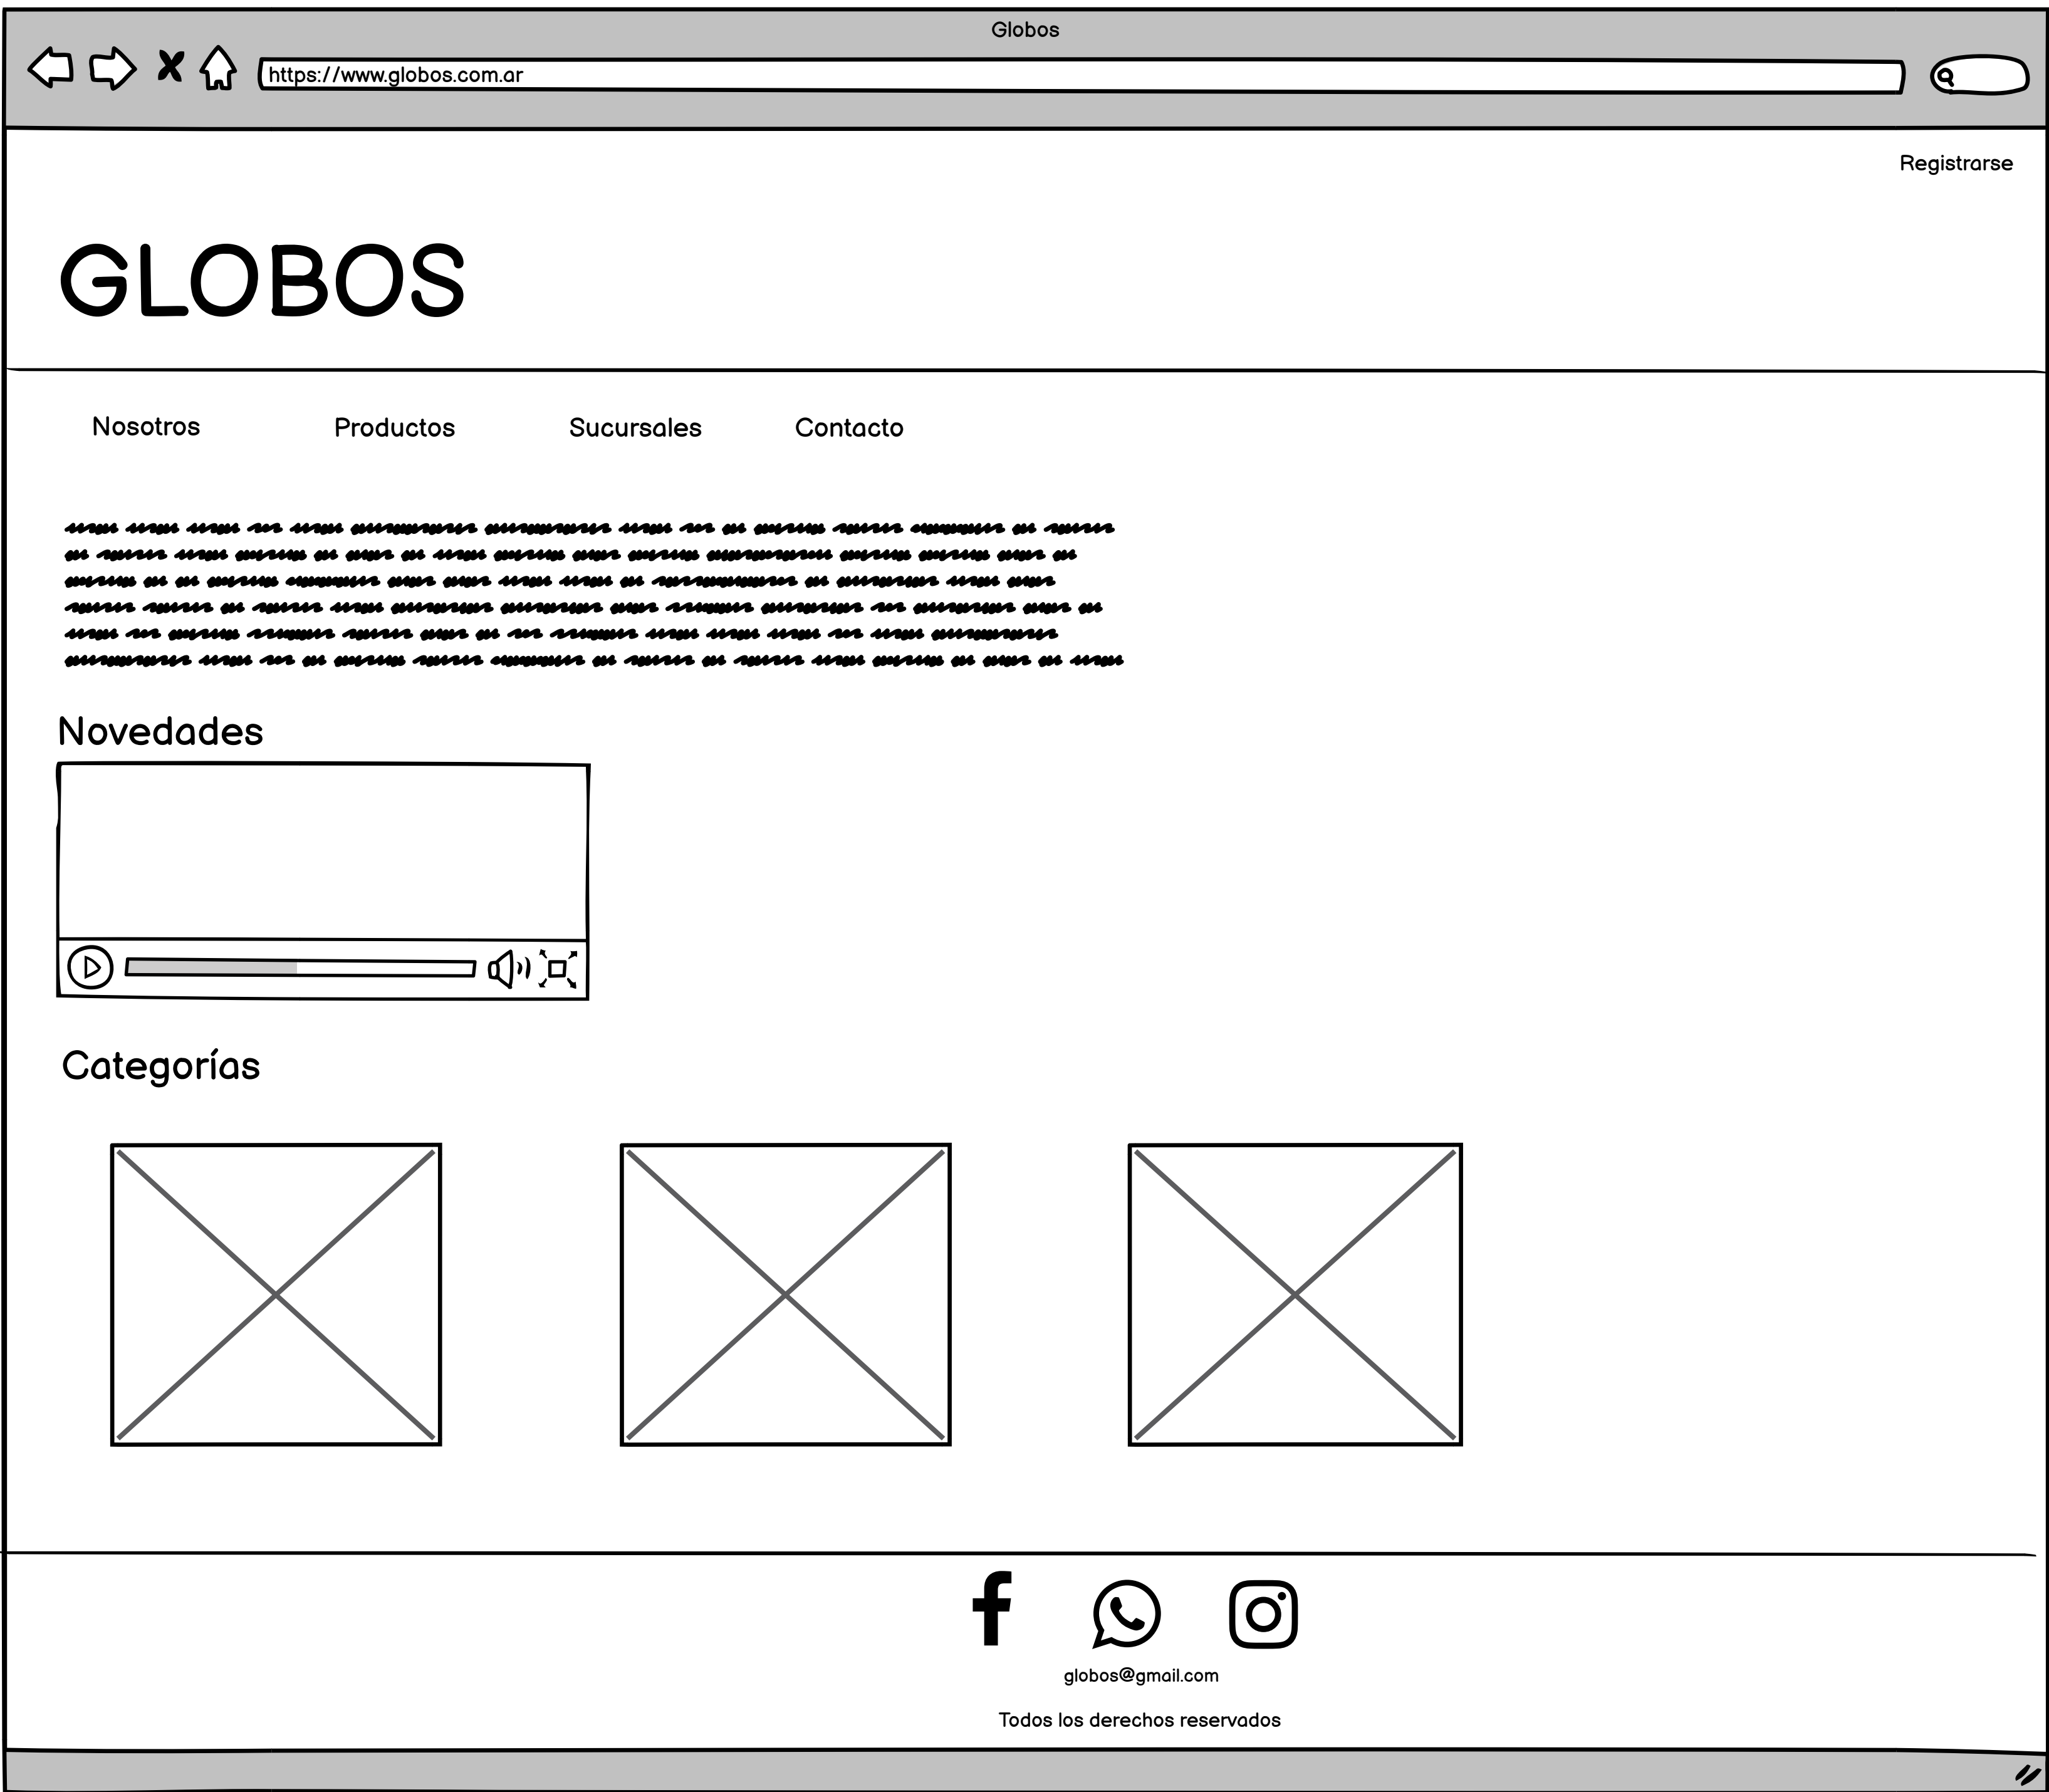 Globos
https://www.globos.com.ar
Registrarse
GLOBOS
Nosotros Productos Sucursales Contacto
Novedades
Categorías
globos@gmail.com
Todos los derechos reservados